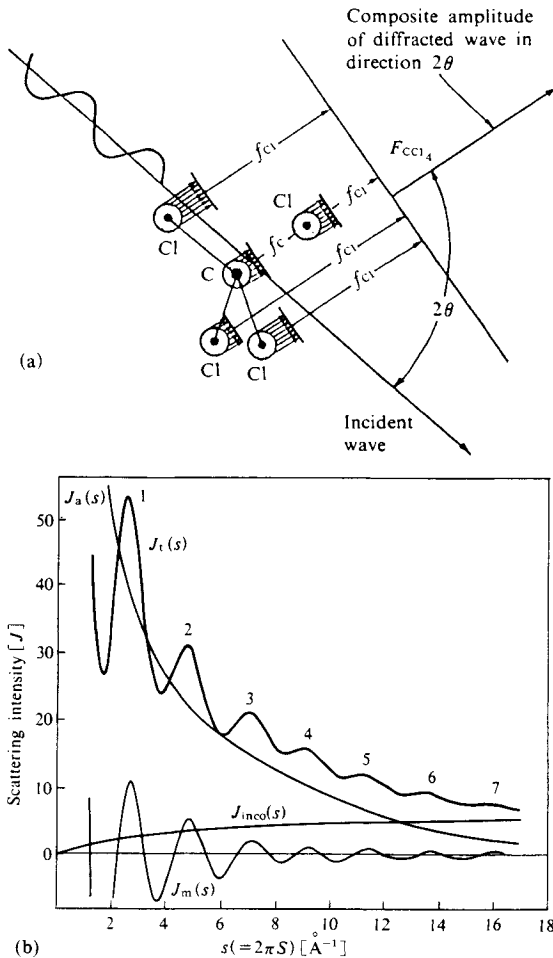 Composite amplitude
of diffracted wave in
direction 2θ
f_Cl
F_CCl₄
Cl
Cl
f_Cl
f_C
C
f_Cl
2θ
f_Cl
Cl
Cl
(a)
Incident
wave
J_a(s)
1
J_t(s)
2
3
4
5
6
7
J_inco(s)
J_m(s)
50
40
30
20
10
0
Scattering intensity [J]
2 4 6 8 10 12 14 16 18
(b)
s(=2πS) [Å⁻¹]